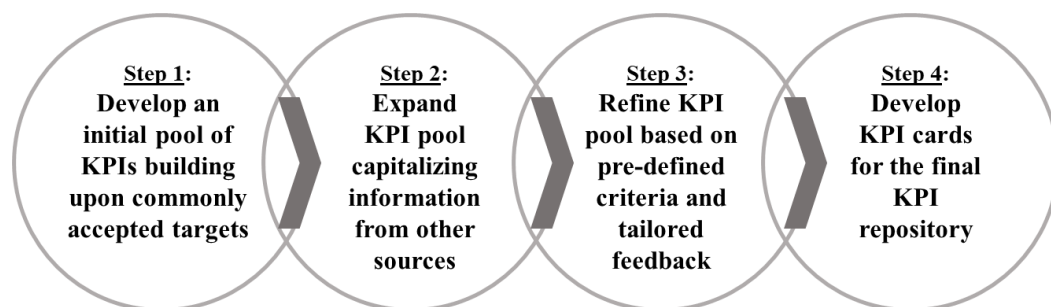 Step 1:
Develop an
initial pool of
KPIs building
upon commonly
accepted targets
Step 2:
Expand
KPI pool
capitalizing
information
from other
sources
Step 3:
Refine KPI
pool based on
pre-defined
criteria and
tailored
feedback
Step 4:
Develop
KPI cards
for the final
KPI
repository